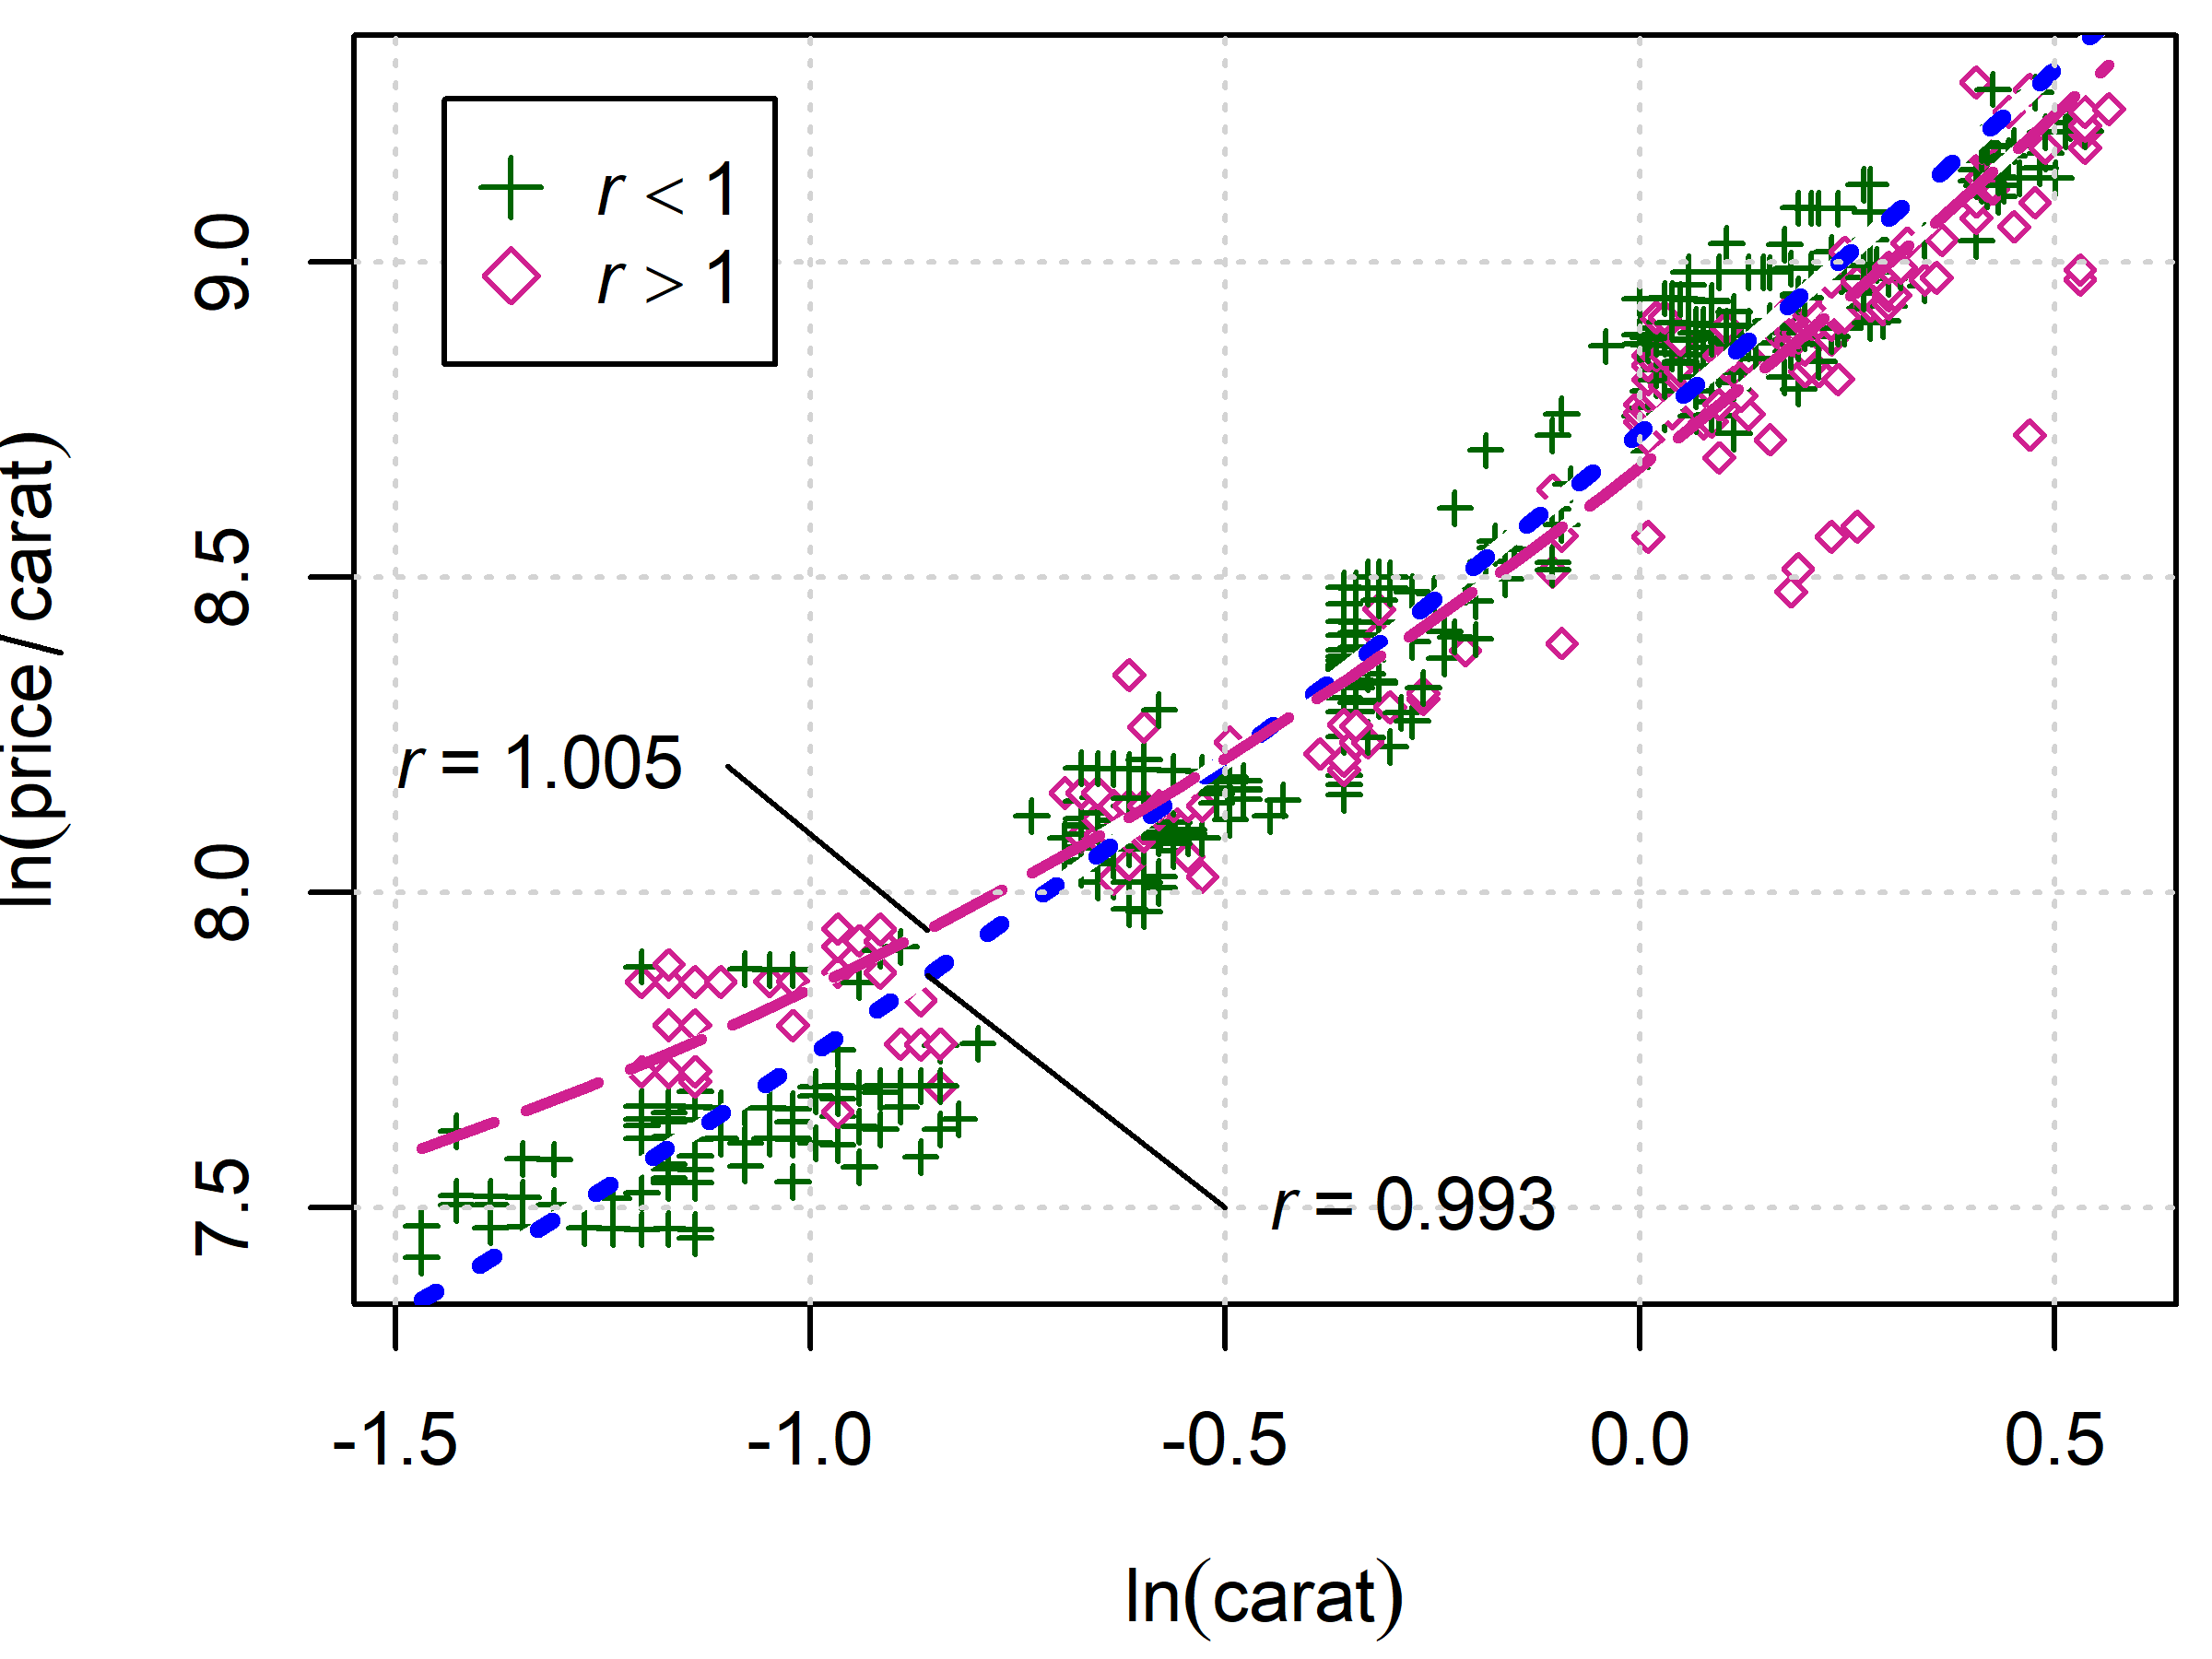 r < 1
r > 1
ln(price/carat)
9.0
8.5
8.0
7.5
r = 1.005
r = 0.993
-1.5 -1.0 -0.5 0.0 0.5
ln(carat)